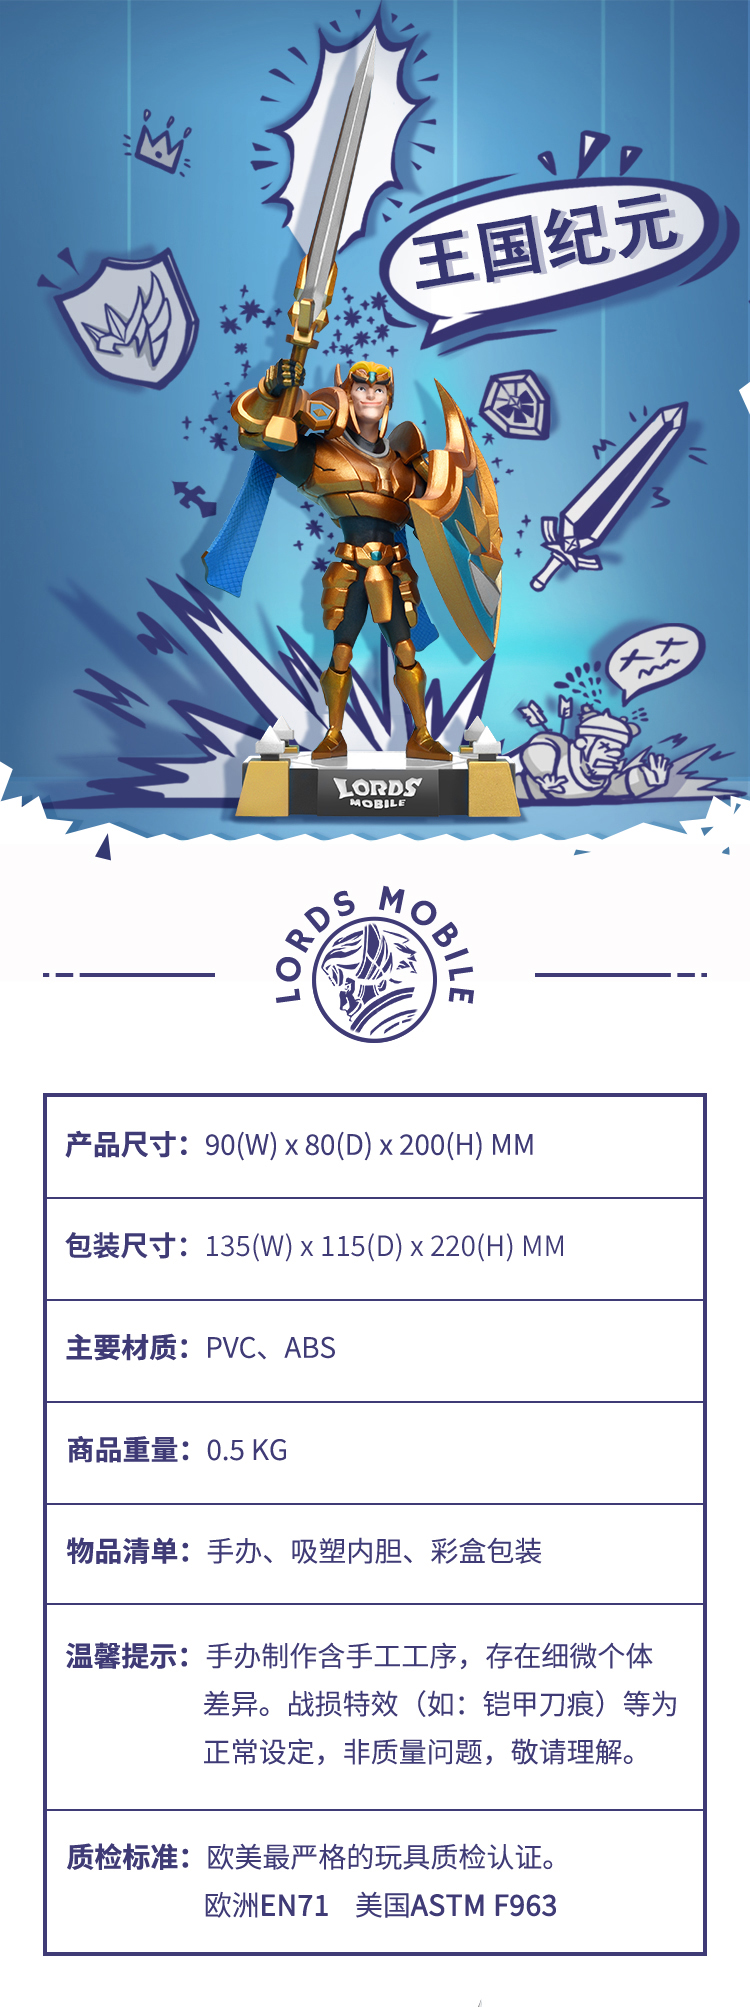 王国纪元
LORDS
MOBILE
LORDS MOBILE
产品尺寸：90(W) x 80(D) x 200(H) MM
包装尺寸：135(W) x 115(D) x 220(H) MM
主要材质：PVC、ABS
商品重量：0.5 KG
物品清单：手办、吸塑内胆、彩盒包装
温馨提示：手办制作含手工工序，存在细微个体
差异。战损特效（如：铠甲刀痕）等为
正常设定，非质量问题，敬请理解。
质检标准：欧美最严格的玩具质检认证。
欧洲EN71 美国ASTM F963